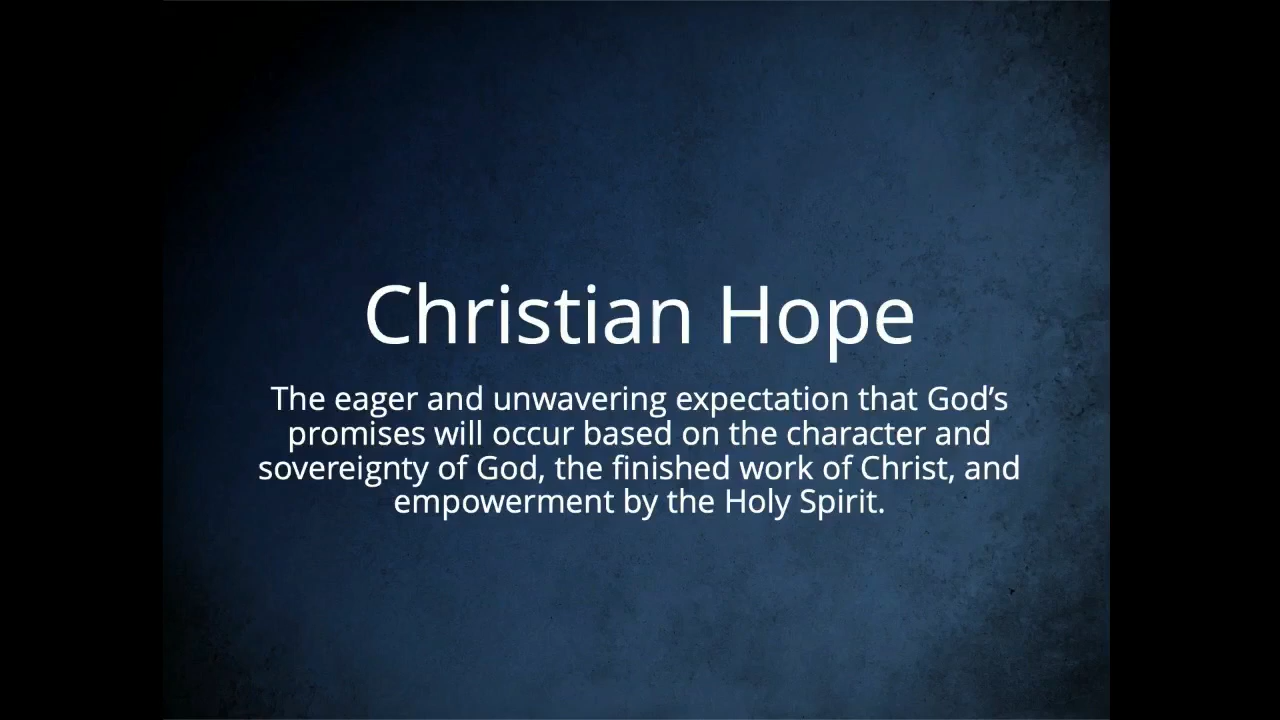 Christian Hope
The eager and unwavering expectation that God’s
promises will occur based on the character and
sovereignty of God, the finished work of Christ, and
empowerment by the Holy Spirit.